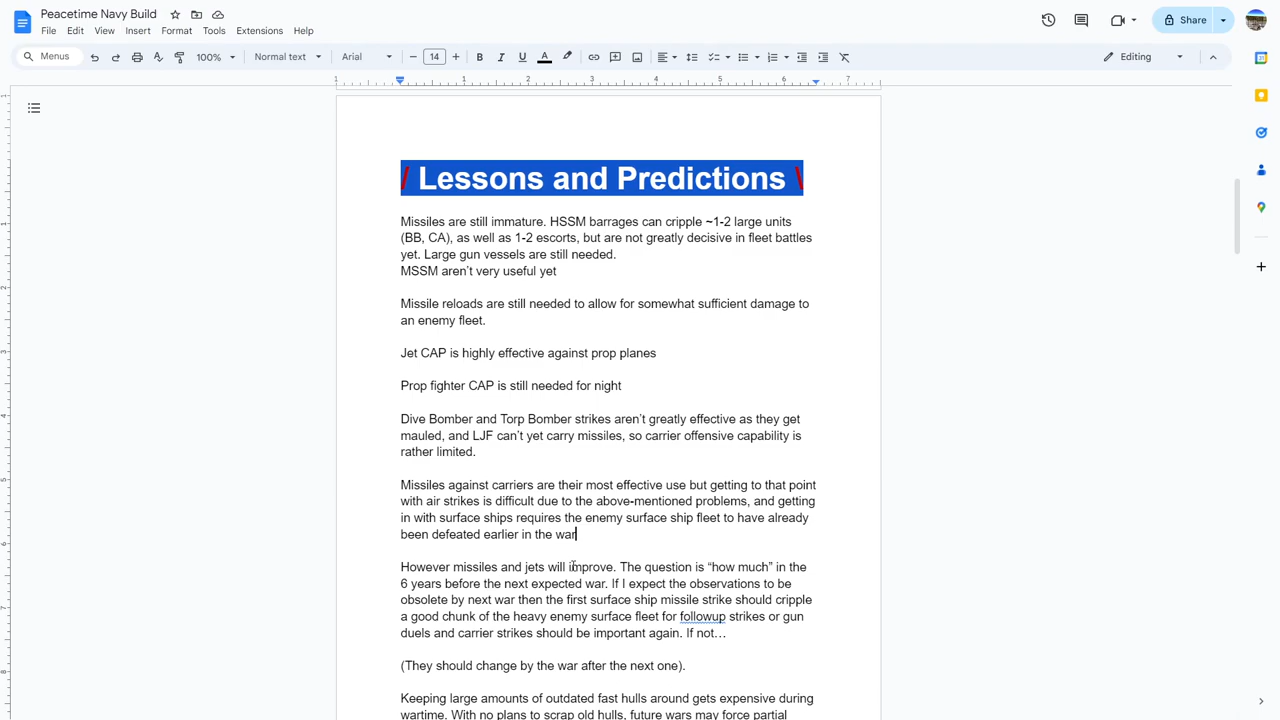 Peacetime Navy Build
File Edit View Insert Format Tools Extensions Help
Share
Menus 100% Normal text Arial 14 B I U A Editing
1 1 2 3 4 5 6 7
/ Lessons and Predictions \
Missiles are still immature. HSSM barrages can cripple ~1-2 large units
(BB, CA), as well as 1-2 escorts, but are not greatly decisive in fleet battles
yet. Large gun vessels are still needed.
MSSM aren’t very useful yet
Missile reloads are still needed to allow for somewhat sufficient damage to
an enemy fleet.
Jet CAP is highly effective against prop planes
Prop fighter CAP is still needed for night
Dive Bomber and Torp Bomber strikes aren’t greatly effective as they get
mauled, and LJF can’t yet carry missiles, so carrier offensive capability is
rather limited.
Missiles against carriers are their most effective use but getting to that point
with air strikes is difficult due to the above-mentioned problems, and getting
in with surface ships requires the enemy surface ship fleet to have already
been defeated earlier in the war
However missiles and jets will improve. The question is “how much” in the
6 years before the next expected war. If I expect the observations to be
obsolete by next war then the first surface ship missile strike should cripple
a good chunk of the heavy enemy surface fleet for followup strikes or gun
duels and carrier strikes should be important again. If not…
(They should change by the war after the next one).
Keeping large amounts of outdated fast hulls around gets expensive during
wartime. With no plans to scrap old hulls, future wars may force partial